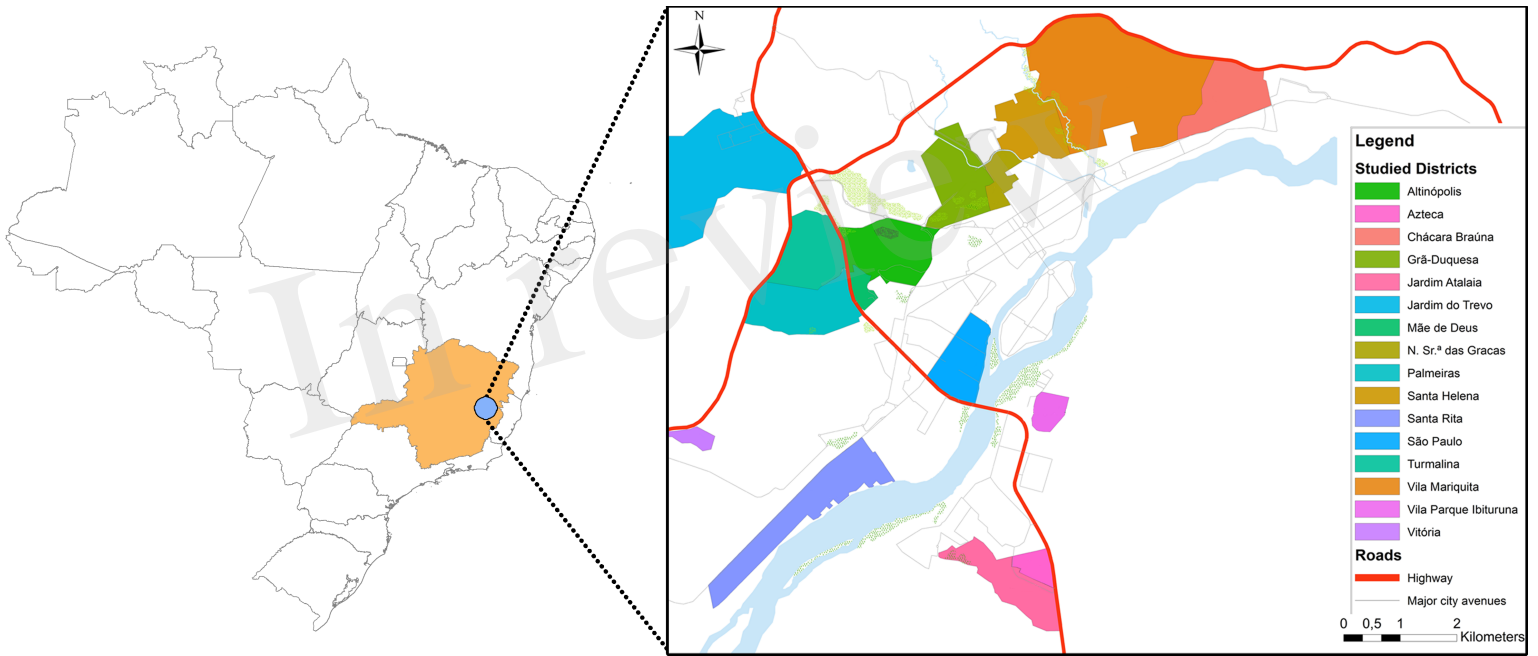 In review
N
Legend
Studied Districts
Altinópolis
Azteca
Chácara Braúna
Grã-Duquesa
Jardim Atalaia
Jardim do Trevo
Mãe de Deus
N. Sr.ª das Gracas
Palmeiras
Santa Helena
Santa Rita
São Paulo
Turmalina
Vila Mariquita
Vila Parque Ibituruna
Vitória
Roads
Highway
Major city avenues
0 0,5 1 2
Kilometers